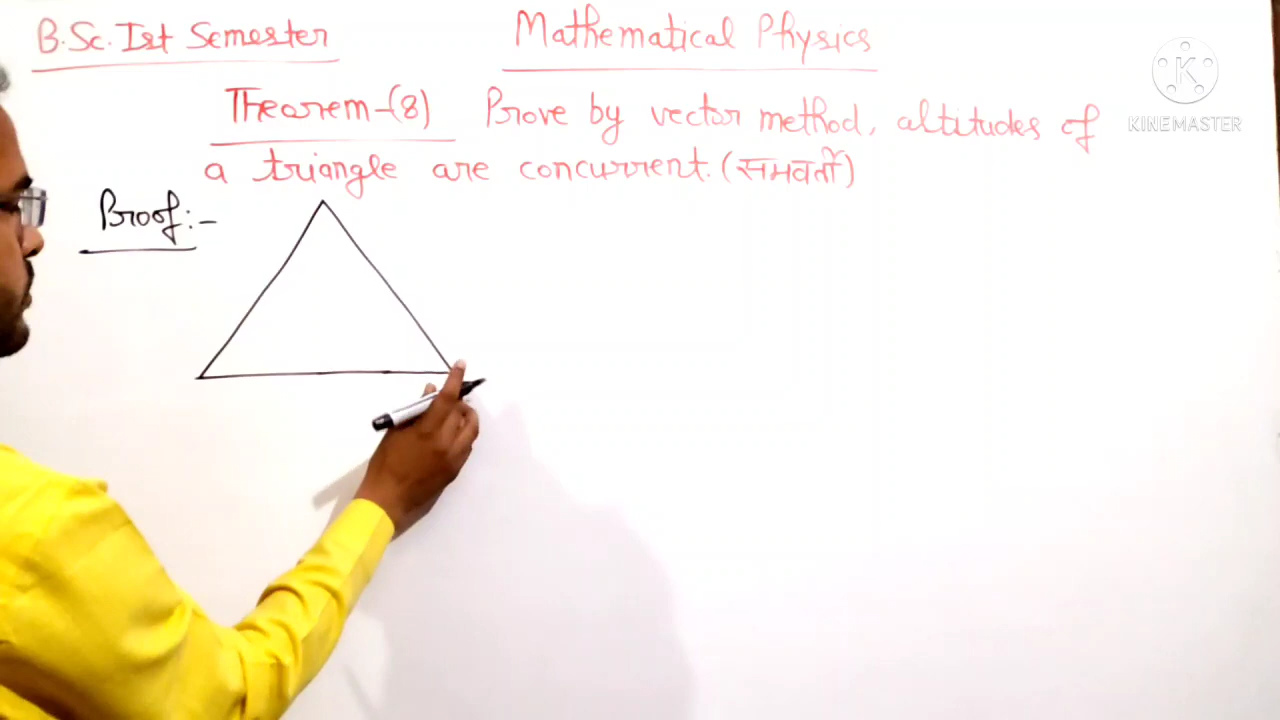 B.Sc. Ist Semester
Mathematical Physics
Theorem-(8) Prove by vector method, altitudes of
a triangle are concurrent. (समवर्ती)
Proof:-
K
KINEMASTER